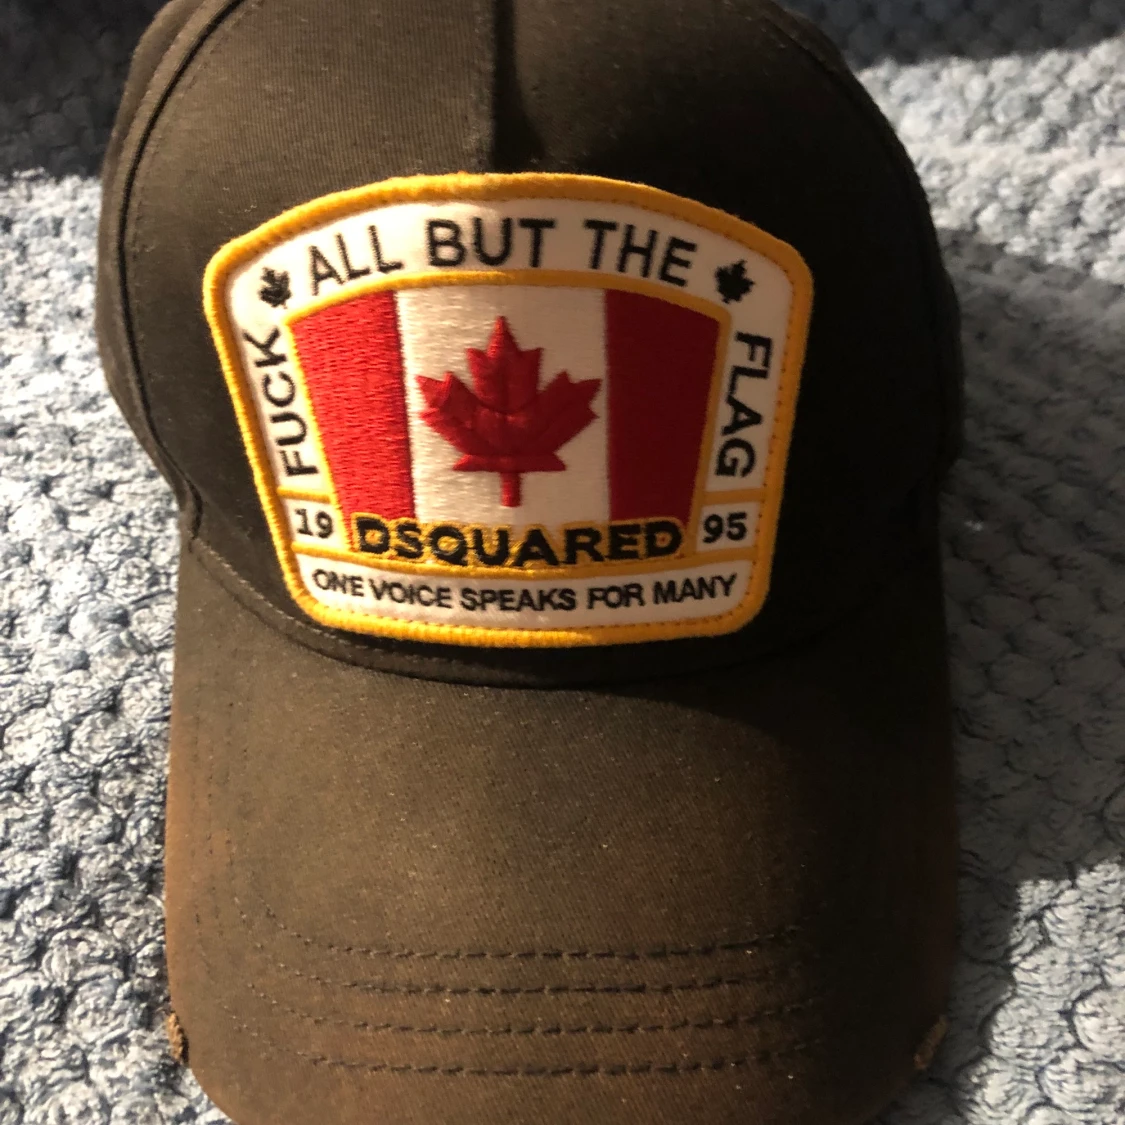 FUCK ALL BUT THE FLAG
19 DSQUARED 95
ONE VOICE SPEAKS FOR MANY